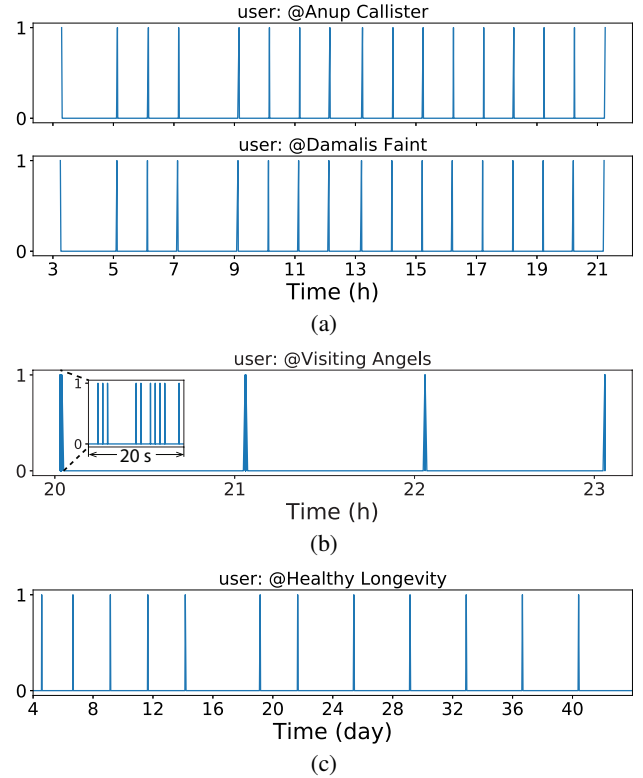 user: @Anup Callister
1
0
user: @Damalis Faint
1
0
3 5 7 9 11 13 15 17 19 21
Time (h)
(a)
user: @Visiting Angels
1
0
1
0
20 s
20 21 22 23
Time (h)
(b)
user: @Healthy Longevity
1
0
4 8 12 16 20 24 28 32 36 40
Time (day)
(c)